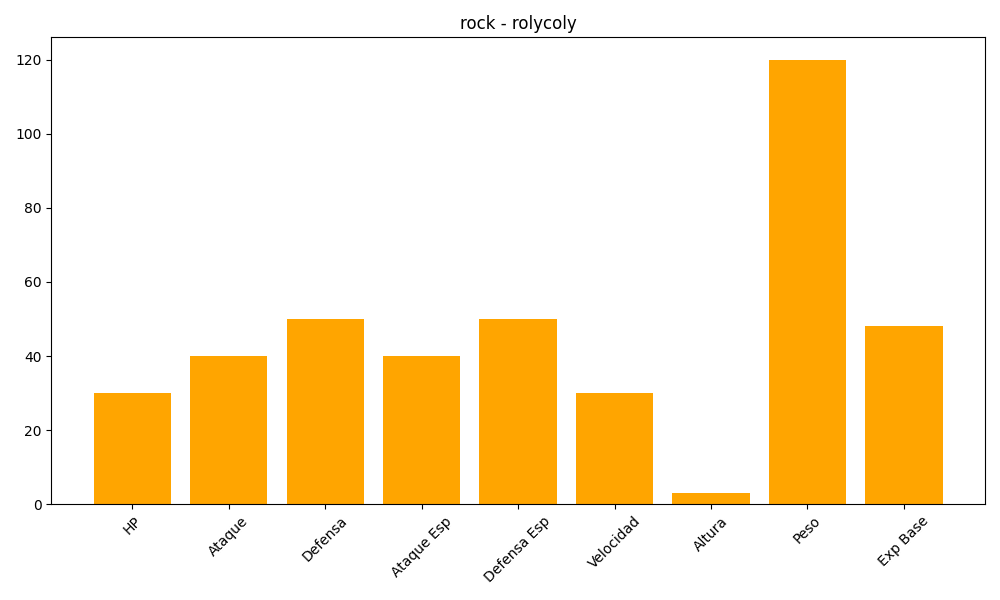 rock - rolycoly
120
100
80
60
40
20
0
HP
Ataque
Defensa
Ataque Esp
Defensa Esp
Velocidad
Altura
Peso
Exp Base